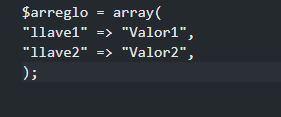 $arreglo = array(
"llave1" => "Valor1",
"llave2" => "Valor2",
);